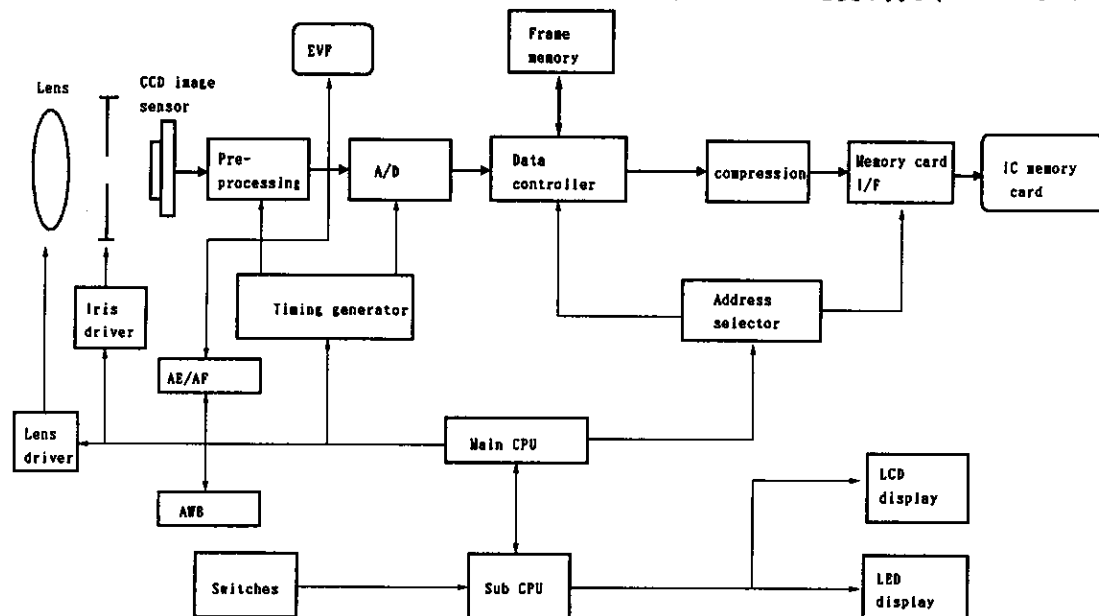 Frame
memory
EVF
Lens
CCD image
sensor
Pre-
processing
A/D
Data
controller
compression
Memory card
I/F
IC memory
card
Iris
driver
Timing generator
Address
selector
AE/AF
Lens
driver
Main CPU
AWB
LCD
display
Switches
Sub CPU
LED
display